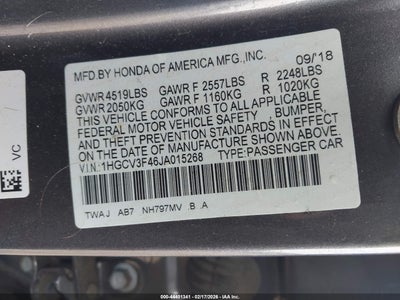 MFD.BY HONDA OF AMERICA MFG.,INC. 09/'18
GVWR 4519LBS GAWR F 2557LBS R 2248LBS
GVWR 2050KG GAWR F 1160KG R 1020KG
THIS VEHICLE CONFORMS TO ALL APPLICABLE
FEDERAL MOTOR VEHICLE SAFETY, BUMPER,
AND THEFT PREVENTION STANDARDS IN EFFECT
ON THE DATE OF MANUFACTURE SHOWN ABOVE.
V.I.N.: 1HGCV3F46JA015268 TYPE:PASSENGER CAR
TWAJ AB7 NH797MV .B .A
VC
000-44481341 - 02/17/2026 - © IAA, Inc.